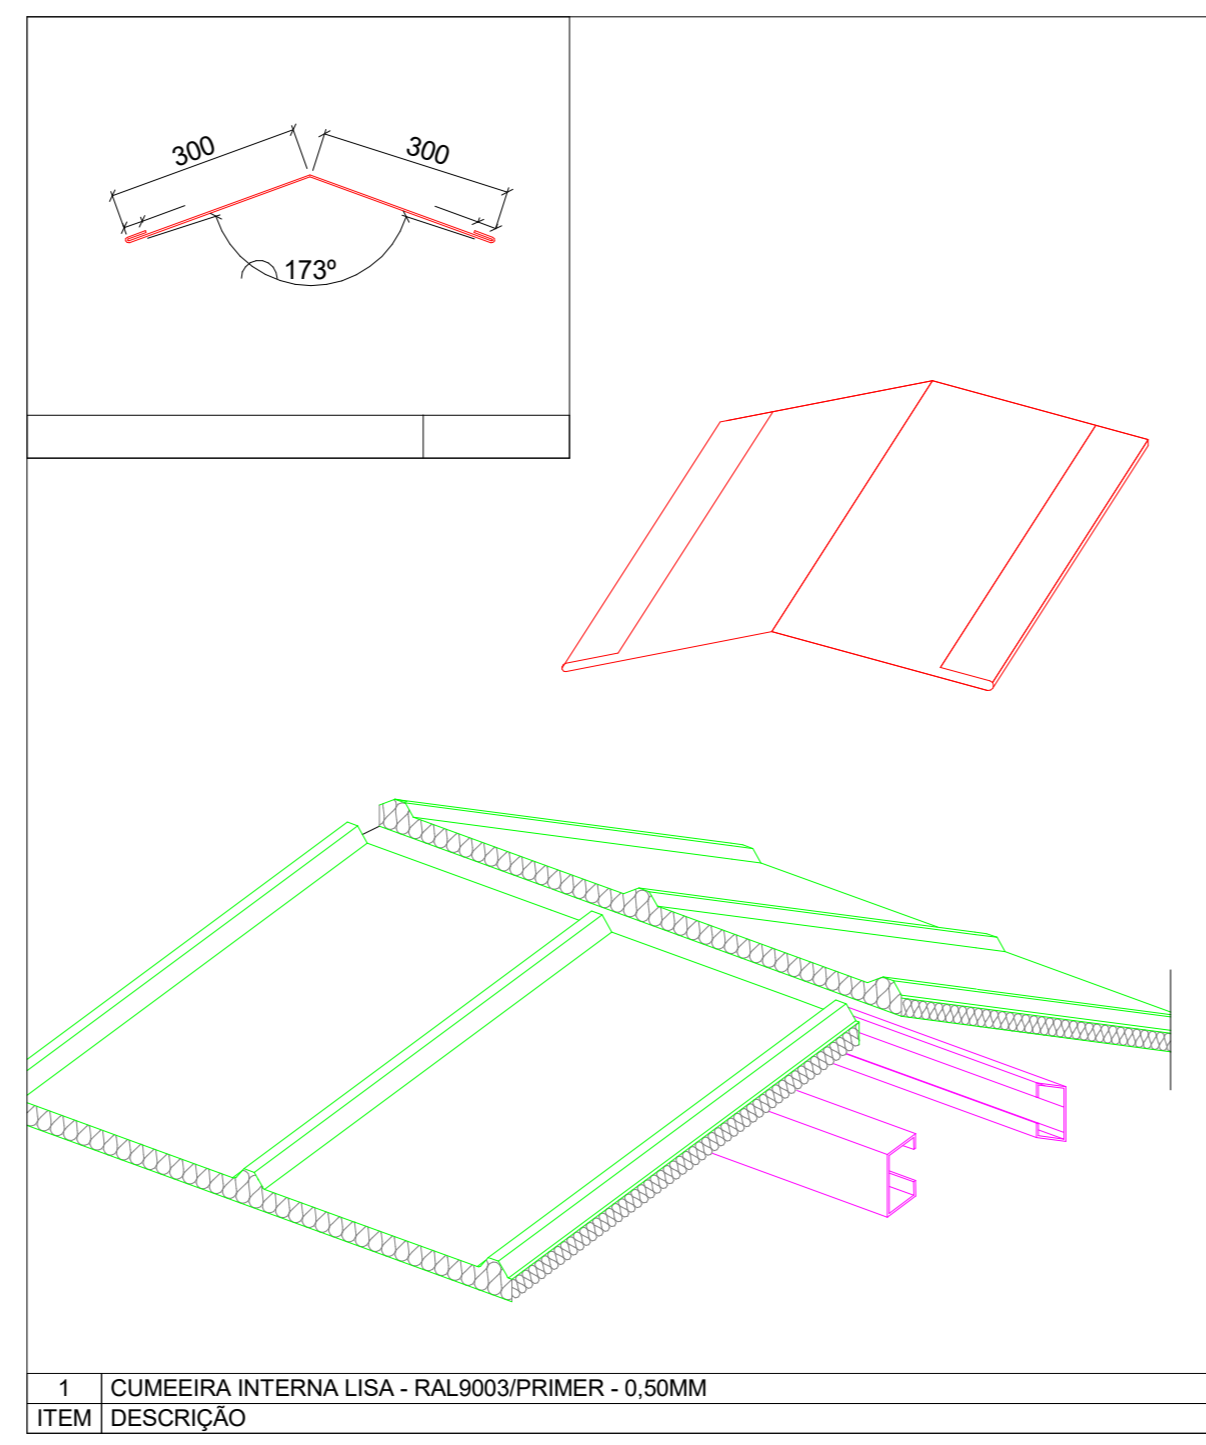 300
300
173º
1 CUMEEIRA INTERNA LISA - RAL9003/PRIMER - 0,50MM
ITEM DESCRIÇÃO